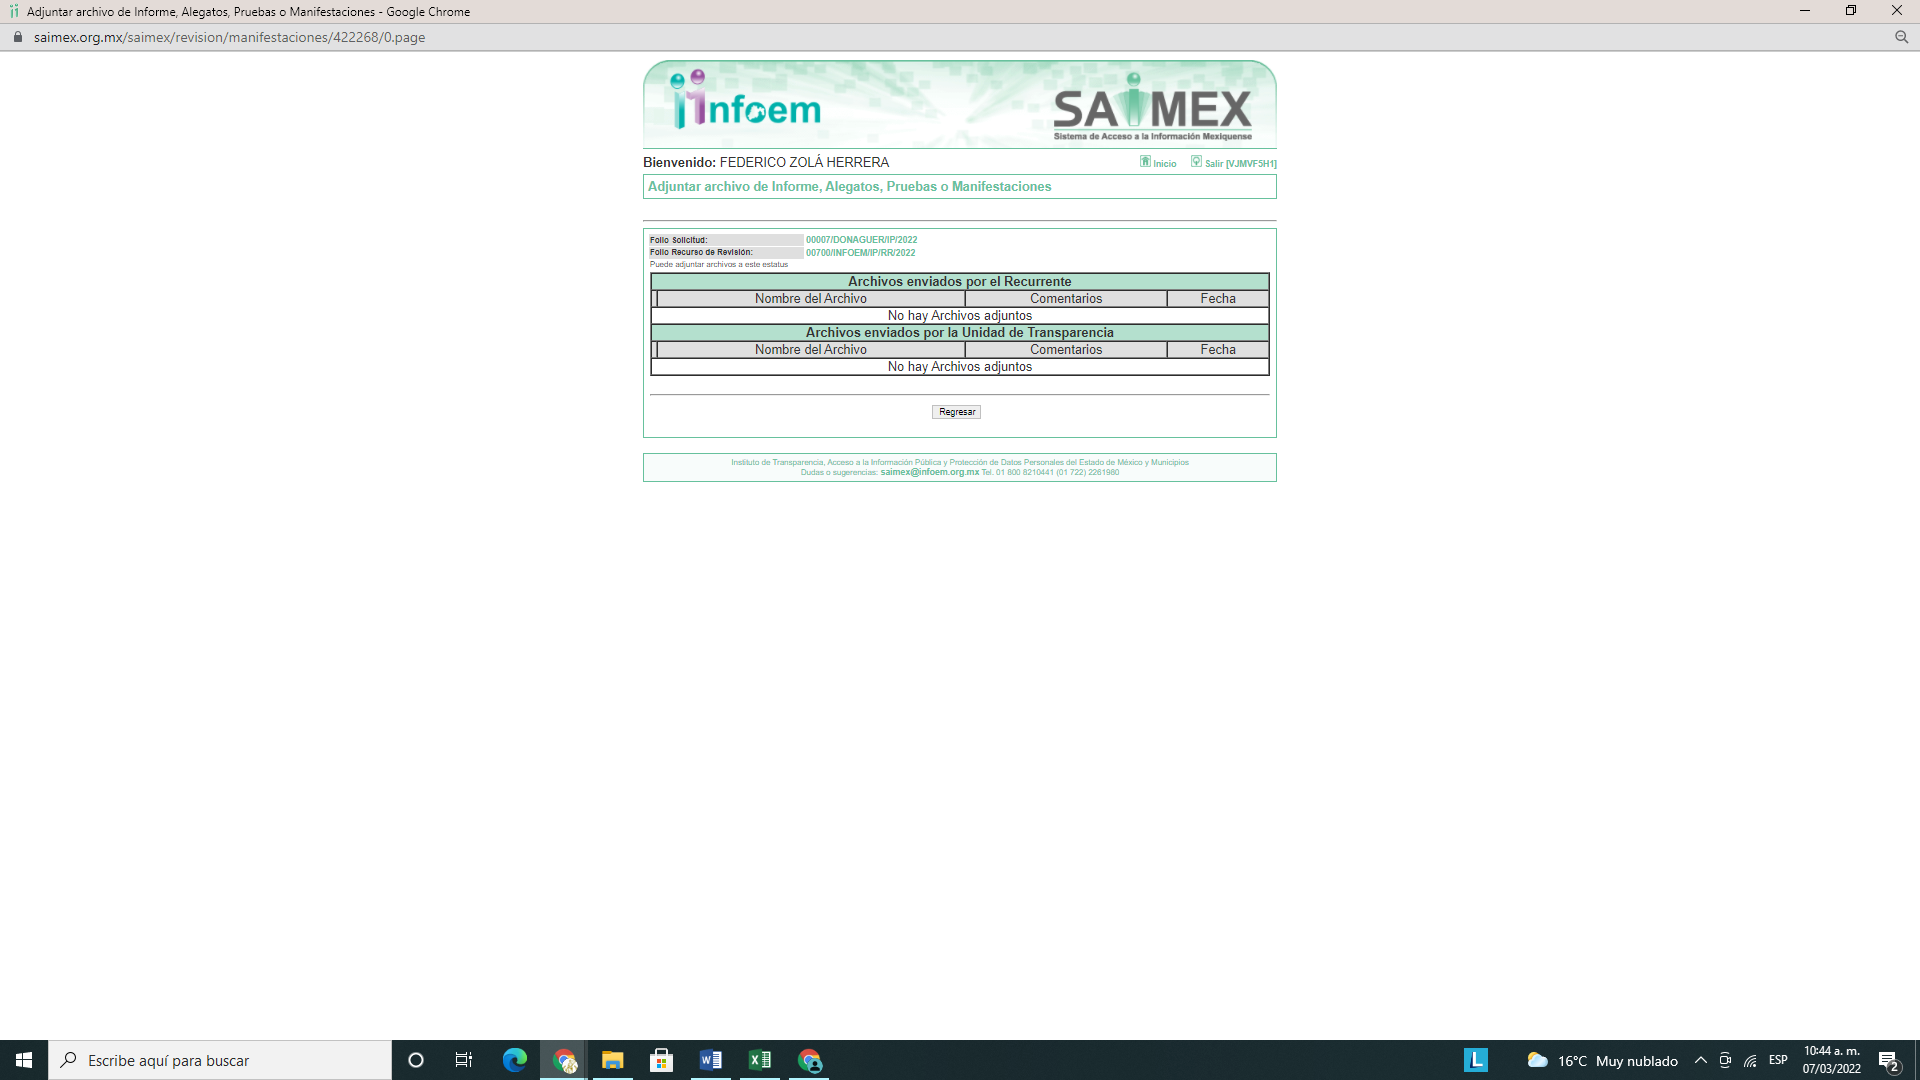 Adjuntar archivo de Informe, Alegatos, Pruebas o Manifestaciones - Google Chrome
saimex.org.mx/saimex/revision/manifestaciones/422268/0.page
infoem
SAIMEX
Sistema de Acceso a la Información Mexiquense
Bienvenido: FEDERICO ZOLÁ HERRERA
Inicio Salir [VJMVF5H1]
Adjuntar archivo de Informe, Alegatos, Pruebas o Manifestaciones
Folio Solicitud: 00007/DONAGUER/IP/2022
Folio Recurso de Revisión: 00700/INFOEM/IP/RR/2022
Puede adjuntar archivos a este estatus
Archivos enviados por el Recurrente
Nombre del Archivo Comentarios Fecha
No hay Archivos adjuntos
Archivos enviados por la Unidad de Transparencia
Nombre del Archivo Comentarios Fecha
No hay Archivos adjuntos
Regresar
Instituto de Transparencia, Acceso a la Información Pública y Protección de Datos Personales del Estado de México y Municipios
Dudas o sugerencias: saimex@infoem.org.mx Tel. 01 800 8210441 (01 722) 2261980
Escribe aquí para buscar
L
16°C Muy nublado
ESP
10:44 a. m.
07/03/2022
2